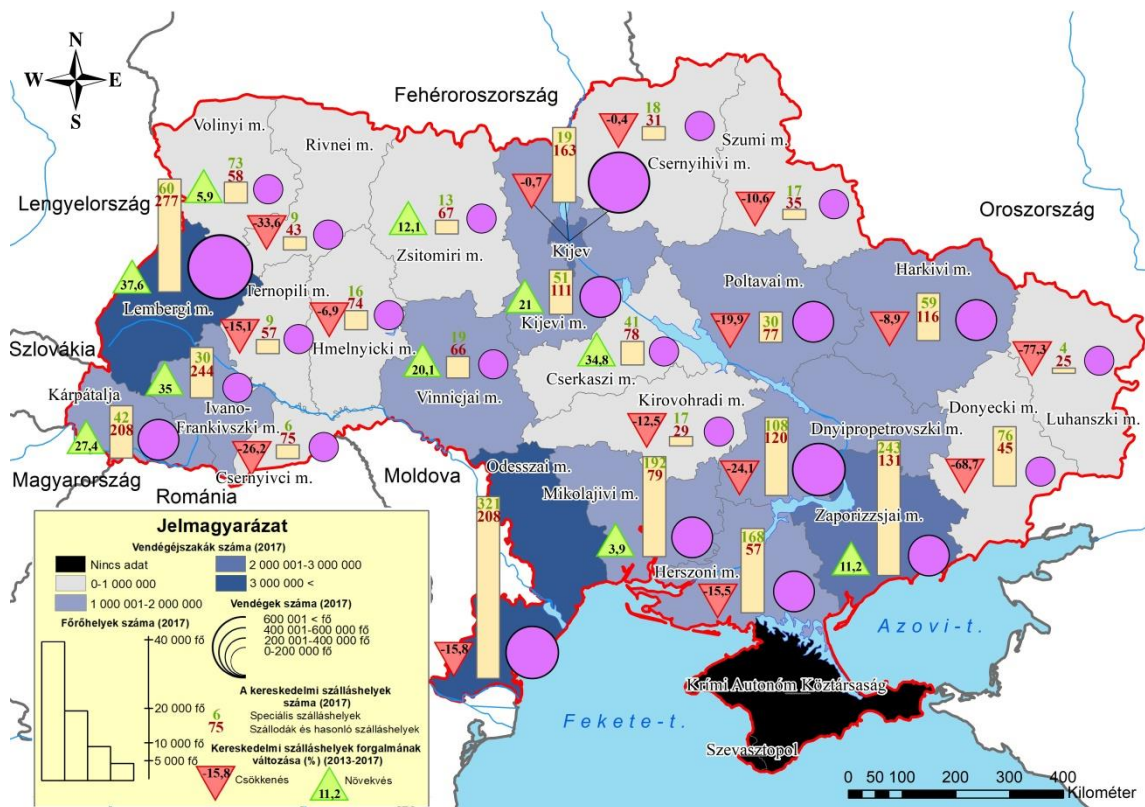 N
W E
S
Fehéroroszország
Lengyelország
Oroszország
Szlovákia
Magyarország
Románia
Moldova
Fekete-t.
Azovi-t.
Volinyi m.
73
58
5,9
Rivnei m.
9
43
-33,6
Zsitomiri m.
13
67
12,1
19
163
-0,7
Kijev
18
31
-0,4
Csernyihivi m.
Szumi m.
17
35
-10,6
60
277
37,6
Lembergi m.
Ternopili m.
9
57
-15,1
16
74
-6,9
Hmelnyicki m.
19
66
20,1
Vinnicjai m.
51
111
21
Kijevi m.
41
78
34,8
Cserkaszi m.
Poltavai m.
30
77
-19,9
Harkivi m.
59
116
-8,9
4
25
-77,3
Luhanszki m.
Donyecki m.
76
45
-68,7
30
244
35
Ivano-
Frankivszki m.
Kárpátalja
42
208
27,4
6
75
-26,2
Csernyivci m.
Kirovohradi m.
17
29
-12,5
Dnyipropetrovszki m.
108
120
-24,1
243
131
Zaporizzsjai m.
11,2
Odesszai m.
321
208
-15,8
Mikolajivi m.
192
79
3,9
168
57
Herszoni m.
-15,5
Krími Autonóm Köztársaság
Szevasztopol
Jelmagyarázat
Vendégéjszakák száma (2017)
Nincs adat
0-1 000 000
1 000 001-2 000 000
2 000 001-3 000 000
3 000 000 <
Férőhelyek száma (2017)
40 000 fő
20 000 fő
10 000 fő
5 000 fő
Vendégek száma (2017)
600 001 < fő
400 001-600 000 fő
200 001-400 000 fő
0-200 000 fő
A kereskedelmi szálláshelyek
száma (2017)
6 Speciális szálláshelyek
75 Szállodák és hasonló szálláshelyek
Kereskedelmi szálláshelyek forgalmának
változása (%) (2013-2017)
-15,8 Csökkenés
11,2 Növekvés
0 50 100 200 300 400
Kilométer